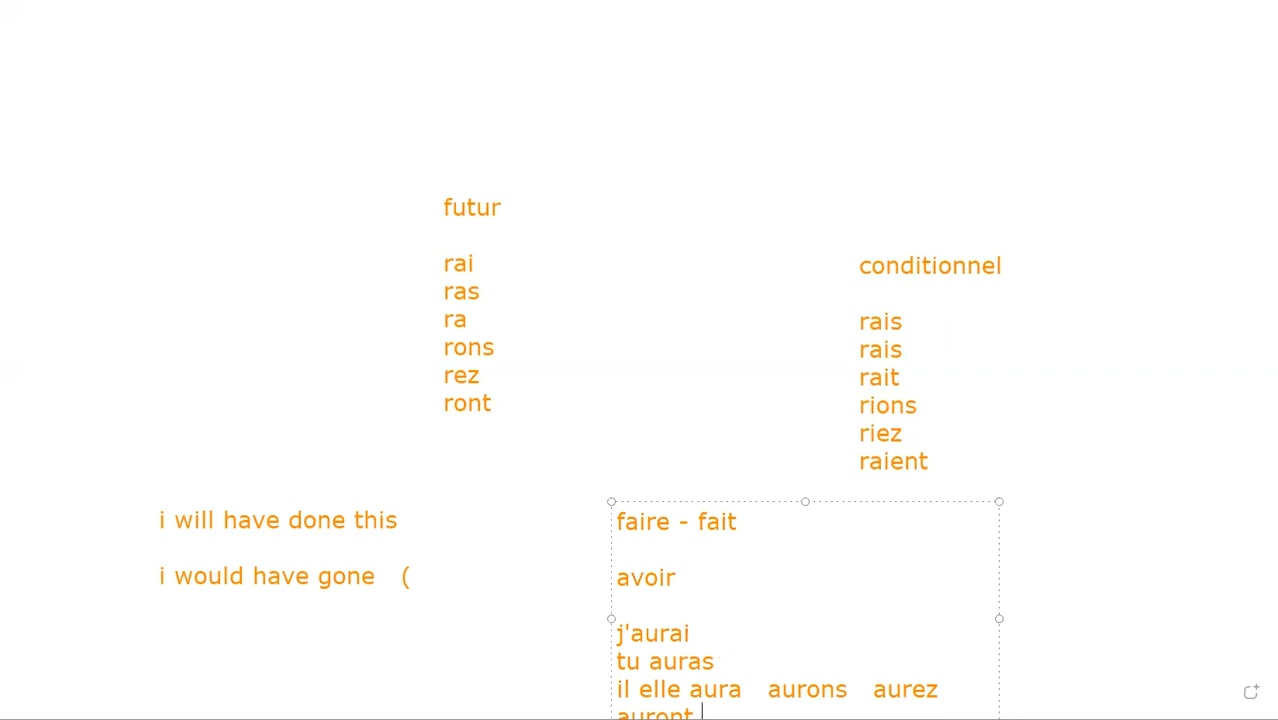 futur
rai
ras
ra
rons
rez
ront
conditionnel
rais
rais
rait
rions
riez
raient
i will have done this
i would have gone (
faire - fait
avoir
j'aurai
tu auras
il elle aura aurons aurez
auront